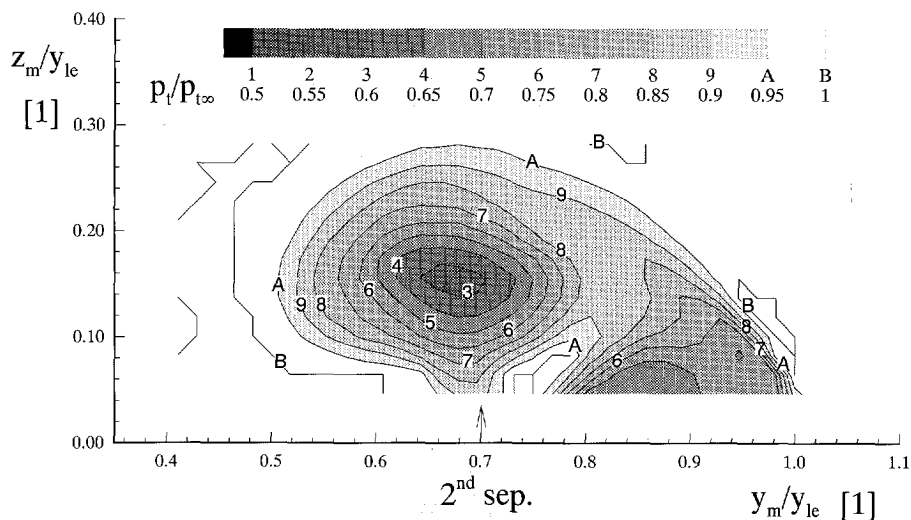 0.40
z_m/y_le
1 2 3 4 5 6 7 8 9 A B
p_t/p_t∞ 0.5 0.55 0.6 0.65 0.7 0.75 0.8 0.85 0.9 0.95 1
[1]
0.30
B
A
9
0.20
7
8
4
A 6 3
9 8
B
5 6
8
0.10
7
A
6
7
B
A
0.00
0.4 0.5 0.6 0.7 0.8 0.9 1.0 1.1
2nd sep.
y_m/y_le [1]